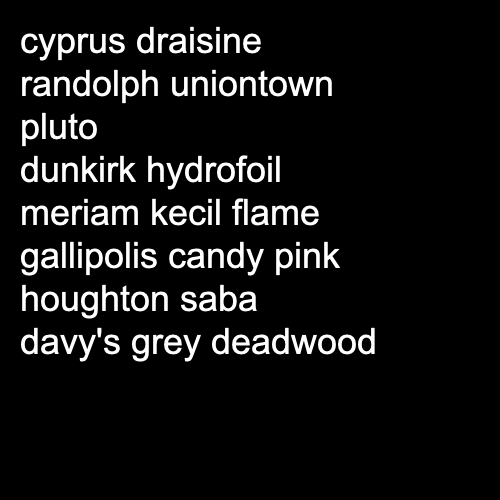 cyprus draisine
randolph uniontown
pluto
dunkirk hydrofoil
meriam kecil flame
gallipolis candy pink
houghton saba
davy's grey deadwood